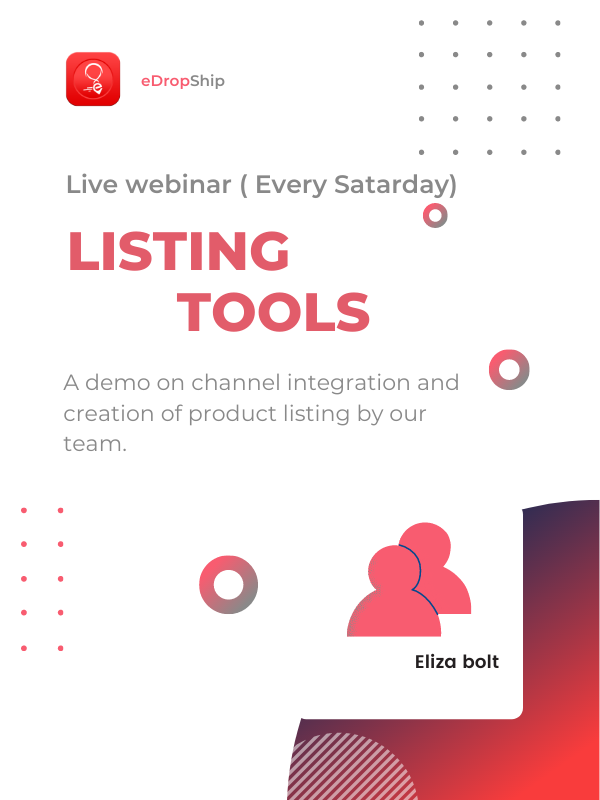 eDropShip
Live webinar ( Every Satarday)
LISTING
TOOLS
A demo on channel integration and
creation of product listing by our
team.
Eliza bolt